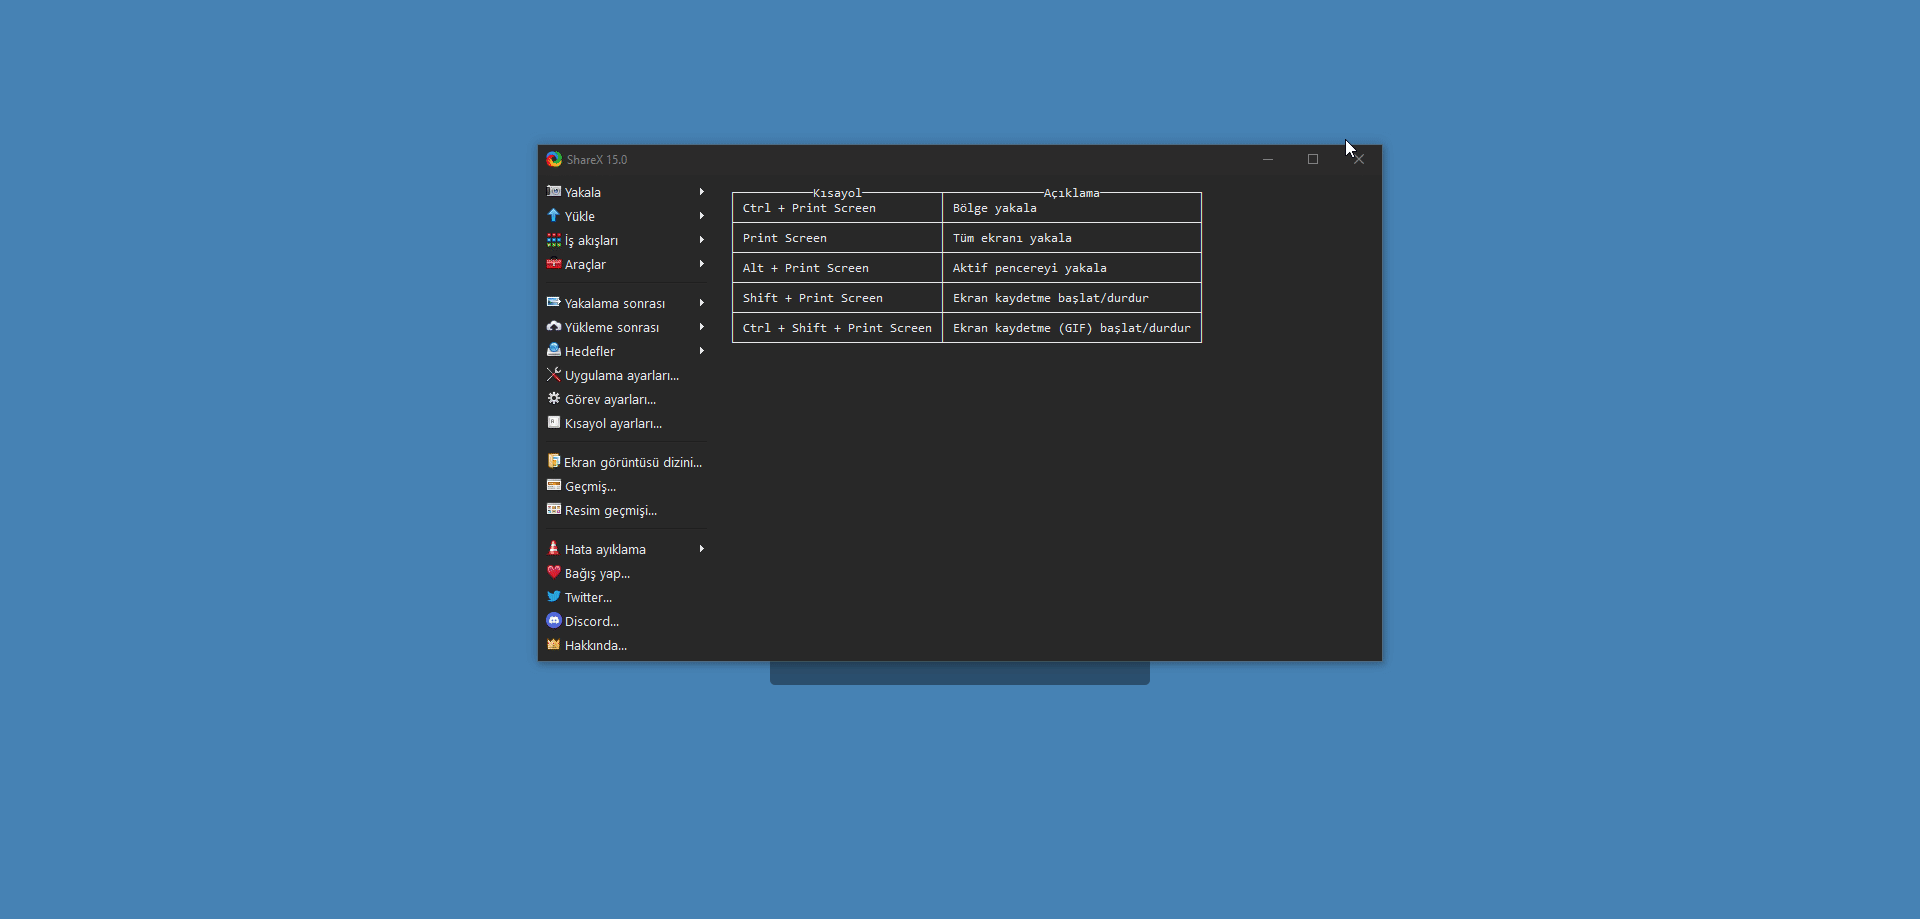 ShareX 15.0
Yakala
Yükle
İş akışları
Araçlar
Yakalama sonrası
Yükleme sonrası
Hedefler
Uygulama ayarları...
Görev ayarları...
Kısayol ayarları...
Ekran görüntüsü dizini...
Geçmiş...
Resim geçmişi...
Hata ayıklama
Bağış yap...
Twitter...
Discord...
Hakkında...
Kısayol Açıklama
Ctrl + Print Screen Bölge yakala
Print Screen Tüm ekranı yakala
Alt + Print Screen Aktif pencereyi yakala
Shift + Print Screen Ekran kaydetme başlat/durdur
Ctrl + Shift + Print Screen Ekran kaydetme (GIF) başlat/durdur